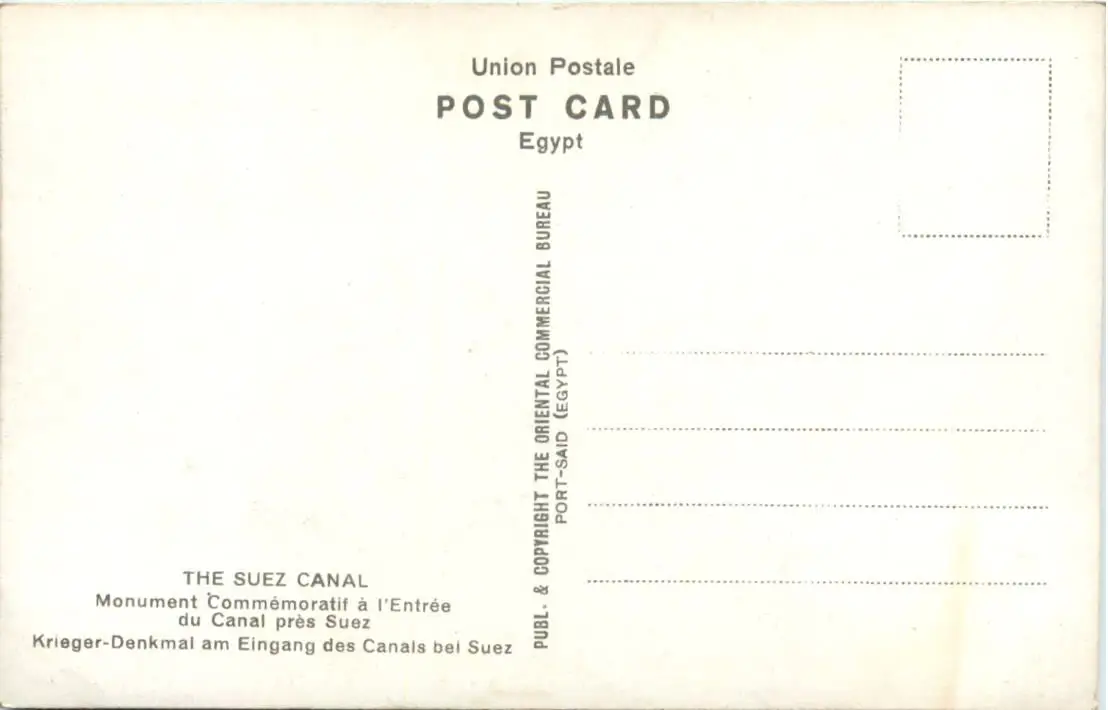 Union Postale
POST CARD
Egypt
PUBL. & COPYRIGHT THE ORIENTAL COMMERCIAL BUREAU
PORT-SAID (EGYPT)
THE SUEZ CANAL
Monument Commémoratif à l'Entrée
du Canal près Suez
Krieger-Denkmal am Eingang des Canals bei Suez